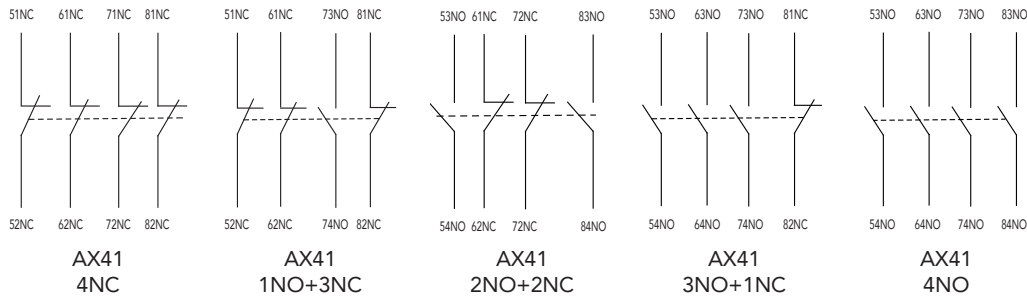 51NC 61NC 71NC 81NC
52NC 62NC 72NC 82NC
AX41
4NC
51NC 61NC 73NO 81NC
52NC 62NC 74NO 82NC
AX41
1NO+3NC
53NO 61NC 72NC 83NO
54NO 62NC 72NC 84NO
AX41
2NO+2NC
53NO 63NO 73NO 81NC
54NO 64NO 74NO 82NC
AX41
3NO+1NC
53NO 63NO 73NO 83NO
54NO 64NO 74NO 84NO
AX41
4NO